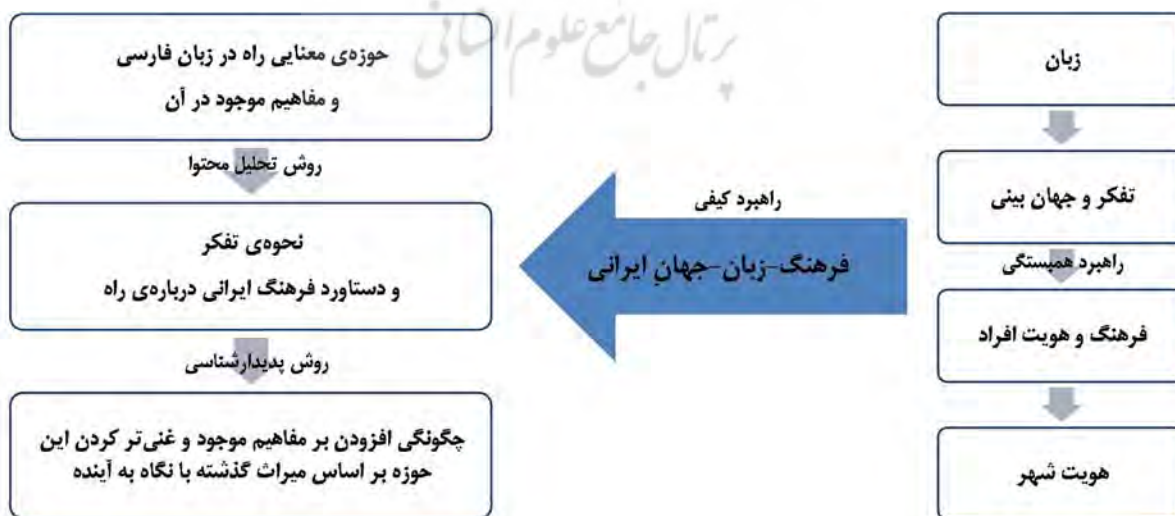 پرتال جامع علوم انسانی
زبان
تفکر و جهان بینی
راهبرد همبستگی
فرهنگ و هویت افراد
هویت شهر
راهبرد کیفی
فرهنگ-زبان-جهانِ ایرانی
حوزه‌ی معنایی راه در زبان فارسی
و مفاهیم موجود در آن
روش تحلیل محتوا
نحوه‌ی تفکر
و دستاورد فرهنگ ایرانی درباره‌ی راه
روش پدیدارشناسی
چگونگی افزودن بر مفاهیم موجود و غنی‌تر کردن این
حوزه بر اساس میراث گذشته با نگاه به آینده